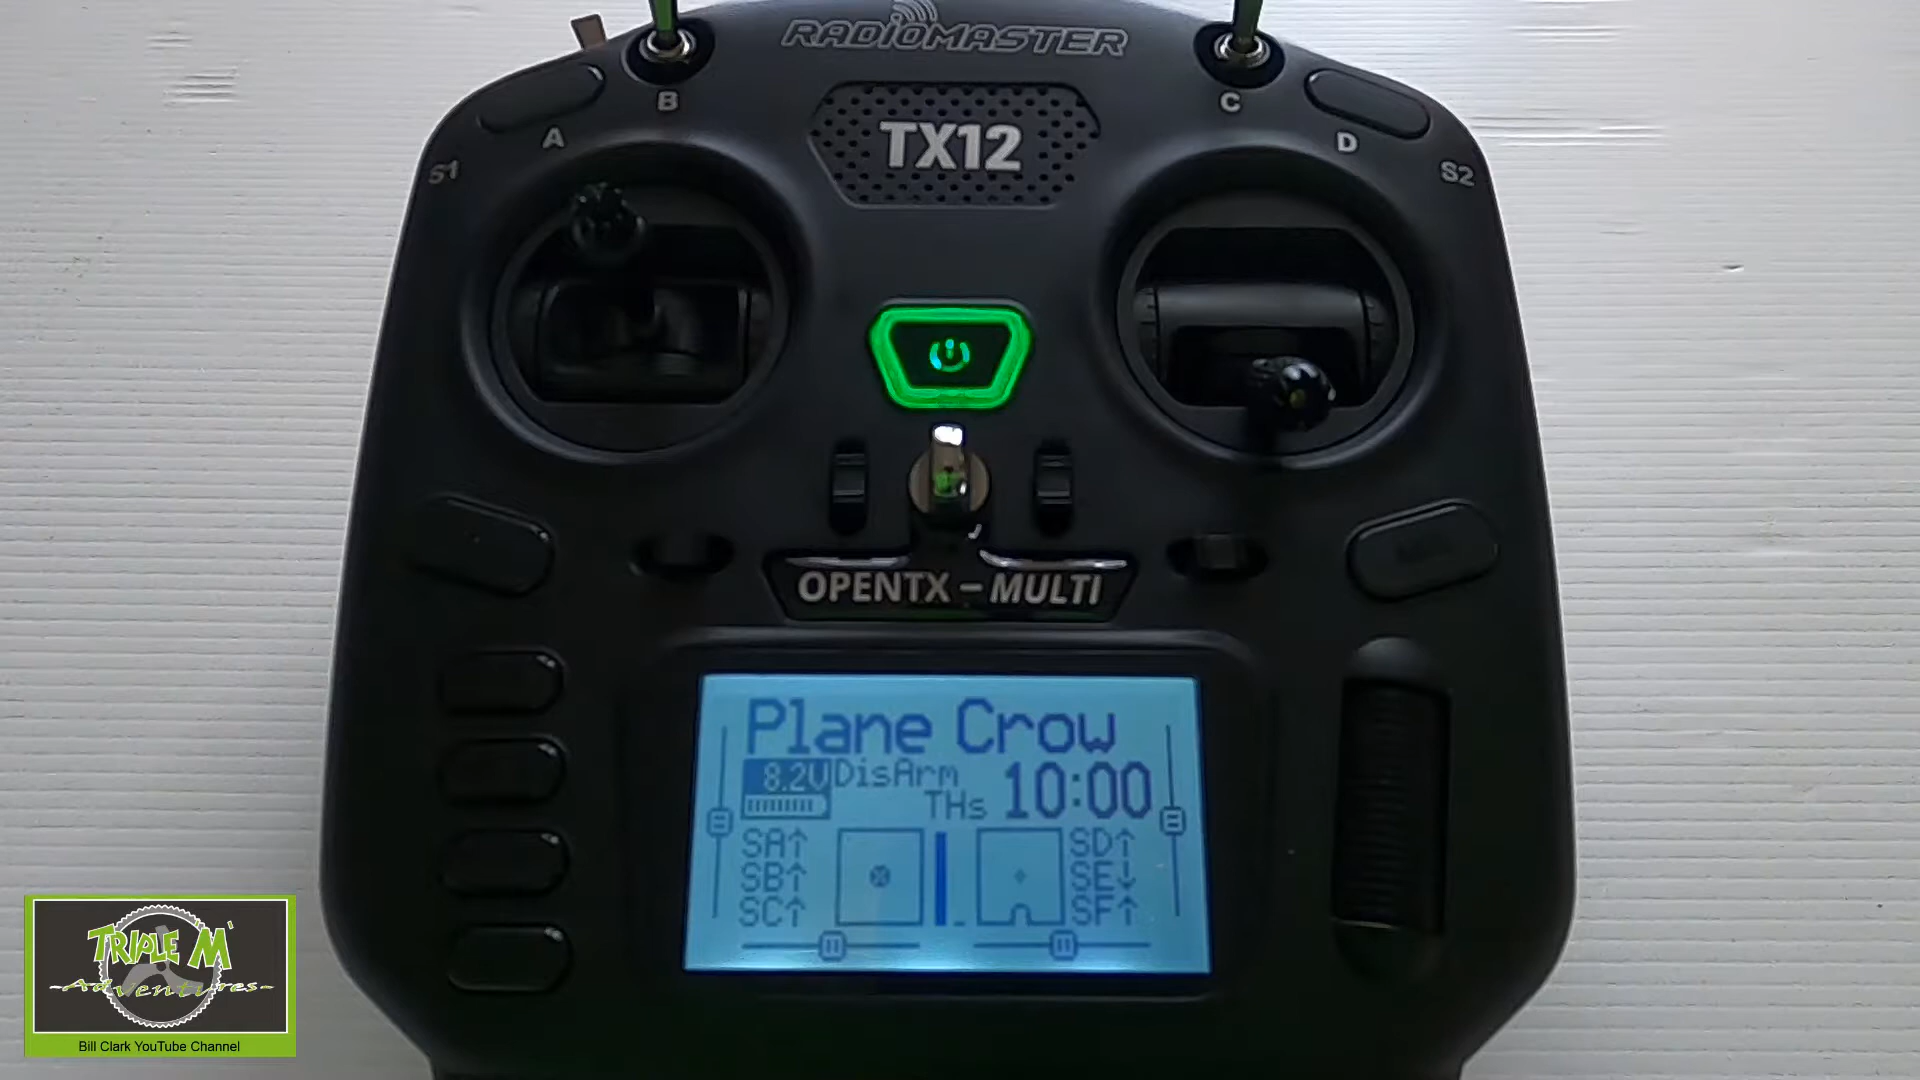 RADIOMASTER
B
C
TX12
A
D
S1
S2
OPENTX – MULTI
Plane Crow
8.2V DisArm
THs 10:00
SA↑ SD↑
SB↑ SE↓
SC↑ SF↑
TRIPLE M'
-Adventures-
Bill Clark YouTube Channel